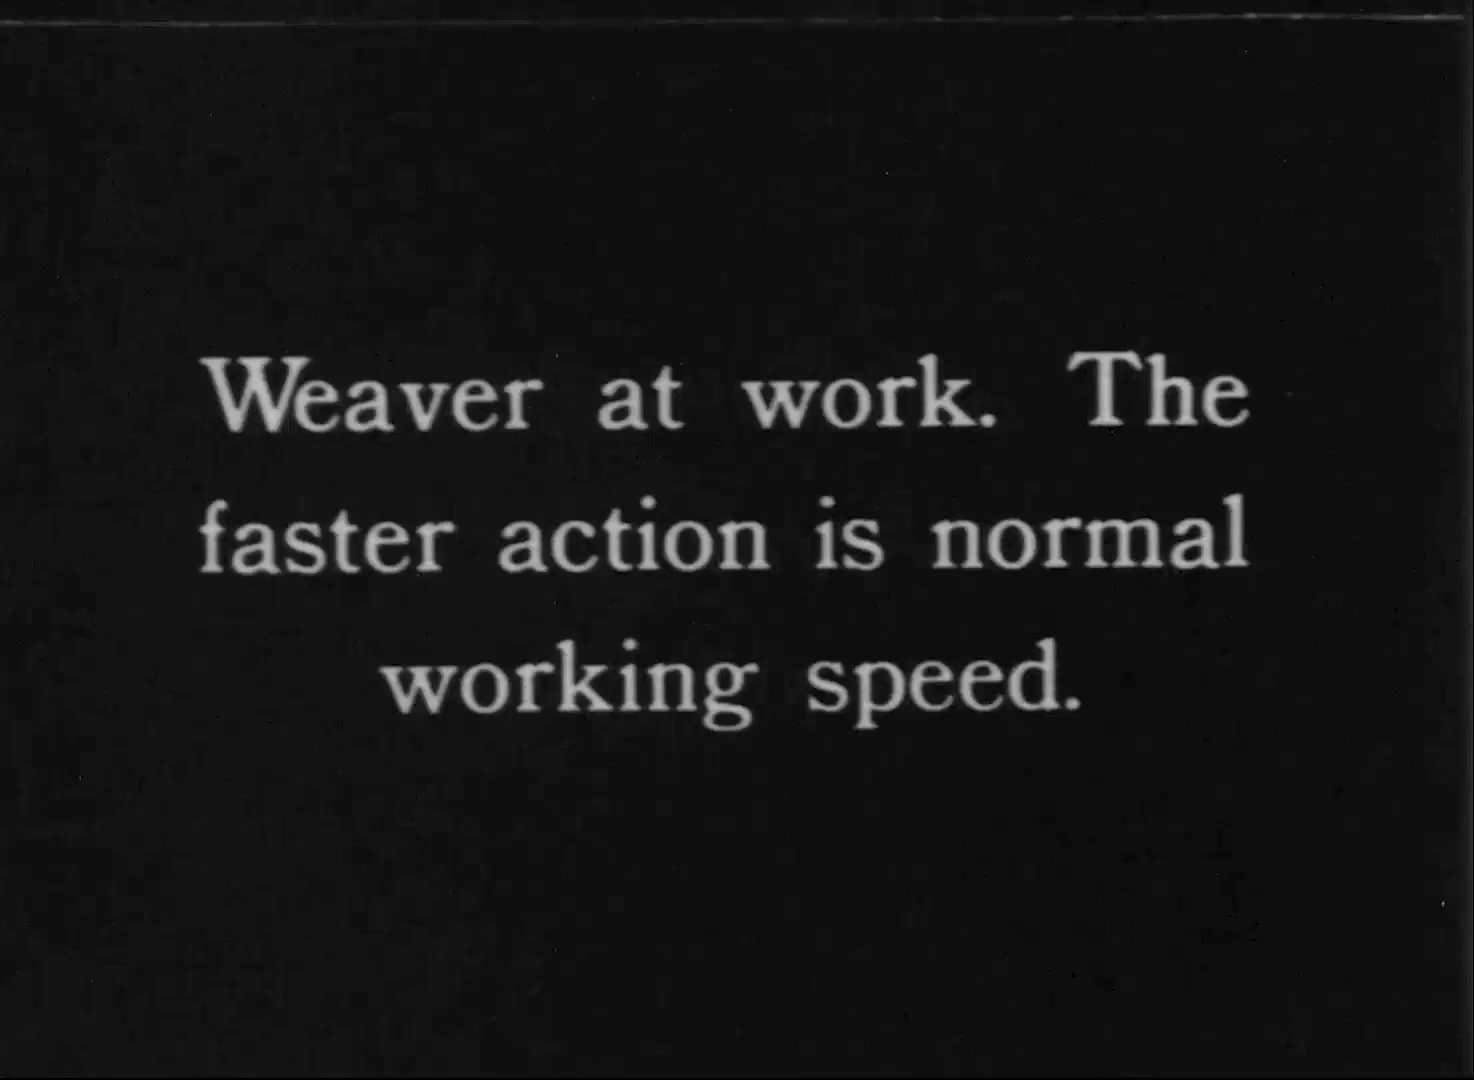 Weaver at work. The
faster action is normal
working speed.